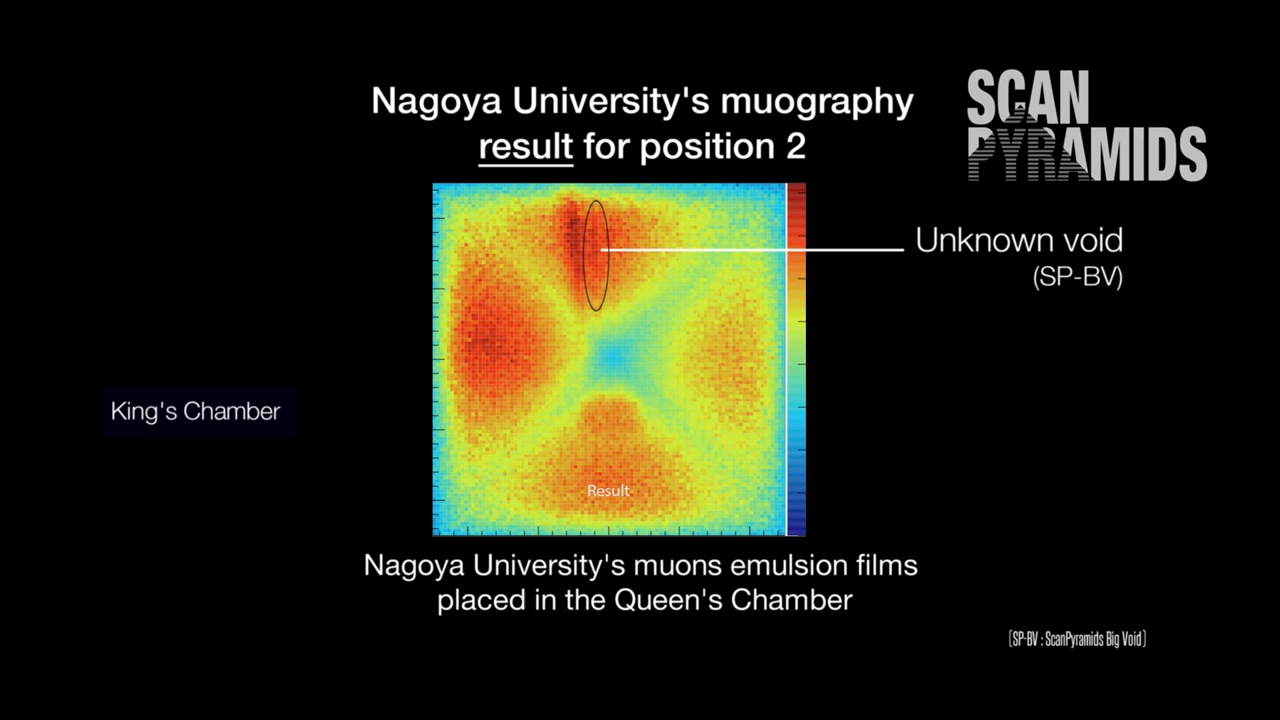 Nagoya University's muography
result for position 2
SCAN
PYRAMIDS
Unknown void
(SP-BV)
King's Chamber
Result
Nagoya University's muons emulsion films
placed in the Queen's Chamber
(SP-BV : ScanPyramids Big Void)